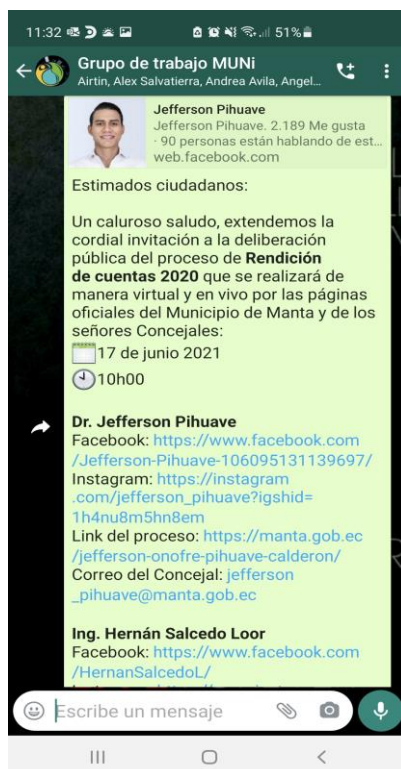 11:32 51%
Grupo de trabajo MUNi
Airtin, Alex Salvatierra, Andrea Avila, Angel...
Jefferson Pihuave
Jefferson Pihuave. 2.189 Me gusta
· 90 personas están hablando de est...
web.facebook.com
Estimados ciudadanos:
Un caluroso saludo, extendemos la
cordial invitación a la deliberación
pública del proceso de Rendición
de cuentas 2020 que se realizará de
manera virtual y en vivo por las páginas
oficiales del Municipio de Manta y de los
señores Concejales:
17 de junio 2021
10h00
Dr. Jefferson Pihuave
Facebook: https://www.facebook.com
/Jefferson-Pihuave-106095131139697/
Instagram: https://instagram
.com/jefferson_pihuave?igshid=
1h4nu8m5hn8em
Link del proceso: https://manta.gob.ec
/jefferson-onofre-pihuave-calderon/
Correo del Concejal: jefferson
_pihuave@manta.gob.ec
Ing. Hernán Salcedo Loor
Facebook: https://www.facebook.com
/HernanSalcedoL/
Escribe un mensaje